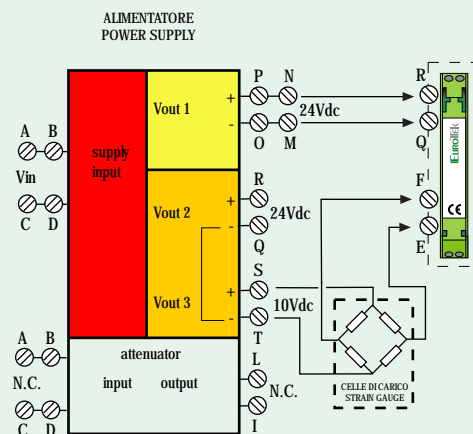 ALIMENTATORE
POWER SUPPLY
P N
R
+
Vout 1
24Vdc
A B
-
supply
input
O M
Q
EUROTEK
CE
Vin
R
F
+
Vout 2
24Vdc
C D
-
Q
E
S
Vout 3
+
10Vdc
-
A B
T
attenuator
L
N.C.
input output
N.C.
CELLE DI CARICO
STRAIN GAUGE
C D
I